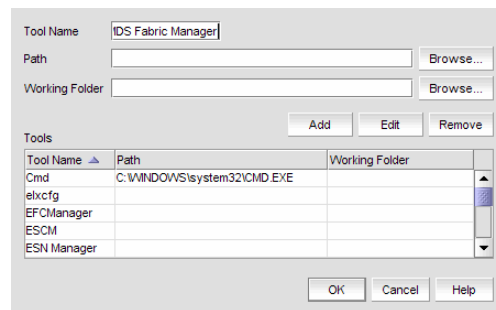 Tool Name IDS Fabric Manager
Path Browse...
Working Folder Browse...
Add Edit Remove
Tools
Tool Name Path Working Folder
Cmd C:\WINDOWS\system32\CMD.EXE
elxcfg
EFCManager
ESCM
ESN Manager
OK Cancel Help